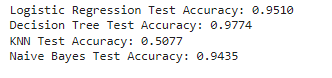 Logistic Regression Test Accuracy: 0.9510
Decision Tree Test Accuracy: 0.9774
KNN Test Accuracy: 0.5077
Naive Bayes Test Accuracy: 0.9435